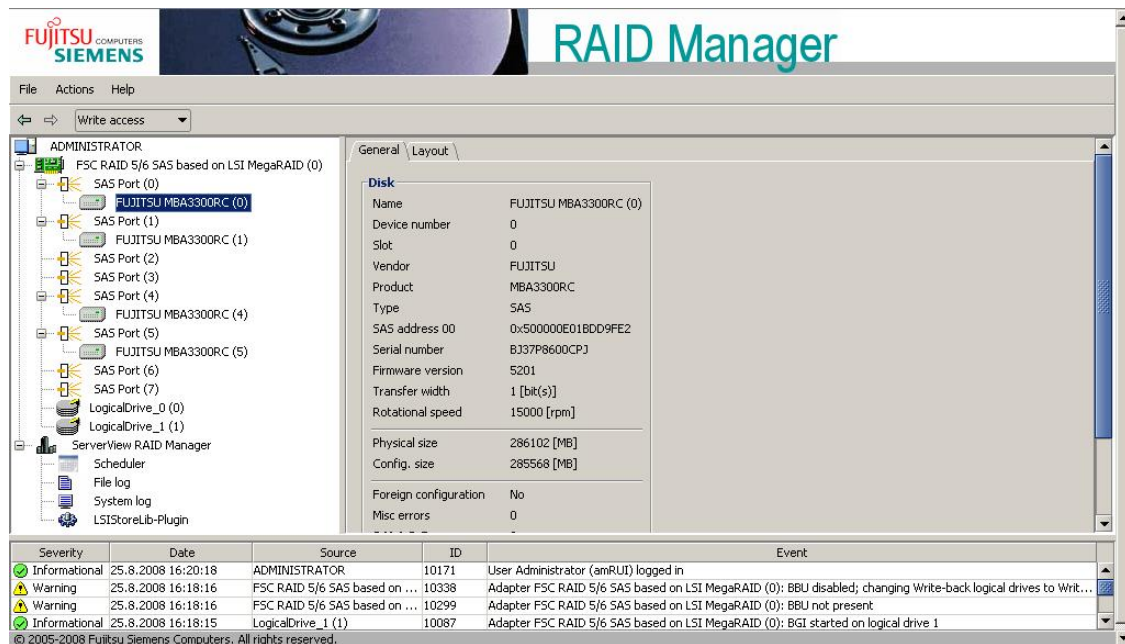 FUJITSU COMPUTERS
SIEMENS
RAID Manager
File Actions Help
Write access
ADMINISTRATOR
FSC RAID 5/6 SAS based on LSI MegaRAID (0)
SAS Port (0)
FUJITSU MBA3300RC (0)
SAS Port (1)
FUJITSU MBA3300RC (1)
SAS Port (2)
SAS Port (3)
SAS Port (4)
FUJITSU MBA3300RC (4)
SAS Port (5)
FUJITSU MBA3300RC (5)
SAS Port (6)
SAS Port (7)
LogicalDrive_0 (0)
LogicalDrive_1 (1)
ServerView RAID Manager
Scheduler
File log
System log
LSIStoreLib-Plugin
General Layout
Disk
Name FUJITSU MBA3300RC (0)
Device number 0
Slot 0
Vendor FUJITSU
Product MBA3300RC
Type SAS
SAS address 00 0x500000E01BDD9FE2
Serial number BJ37P8600CPJ
Firmware version 5201
Transfer width 1 [bit(s)]
Rotational speed 15000 [rpm]
Physical size 286102 [MB]
Config. size 285568 [MB]
Foreign configuration No
Misc errors 0
Severity Date Source ID Event
Informational 25.8.2008 16:20:18 ADMINISTRATOR 10171 User Administrator (amRUI) logged in
Warning 25.8.2008 16:18:16 FSC RAID 5/6 SAS based on ... 10338 Adapter FSC RAID 5/6 SAS based on LSI MegaRAID (0): BBU disabled; changing Write-back logical drives to Writ...
Warning 25.8.2008 16:18:16 FSC RAID 5/6 SAS based on ... 10299 Adapter FSC RAID 5/6 SAS based on LSI MegaRAID (0): BBU not present
Informational 25.8.2008 16:18:15 LogicalDrive_1 (1) 10087 Adapter FSC RAID 5/6 SAS based on LSI MegaRAID (0): BGI started on logical drive 1
© 2005-2008 Fujitsu Siemens Computers. All rights reserved.